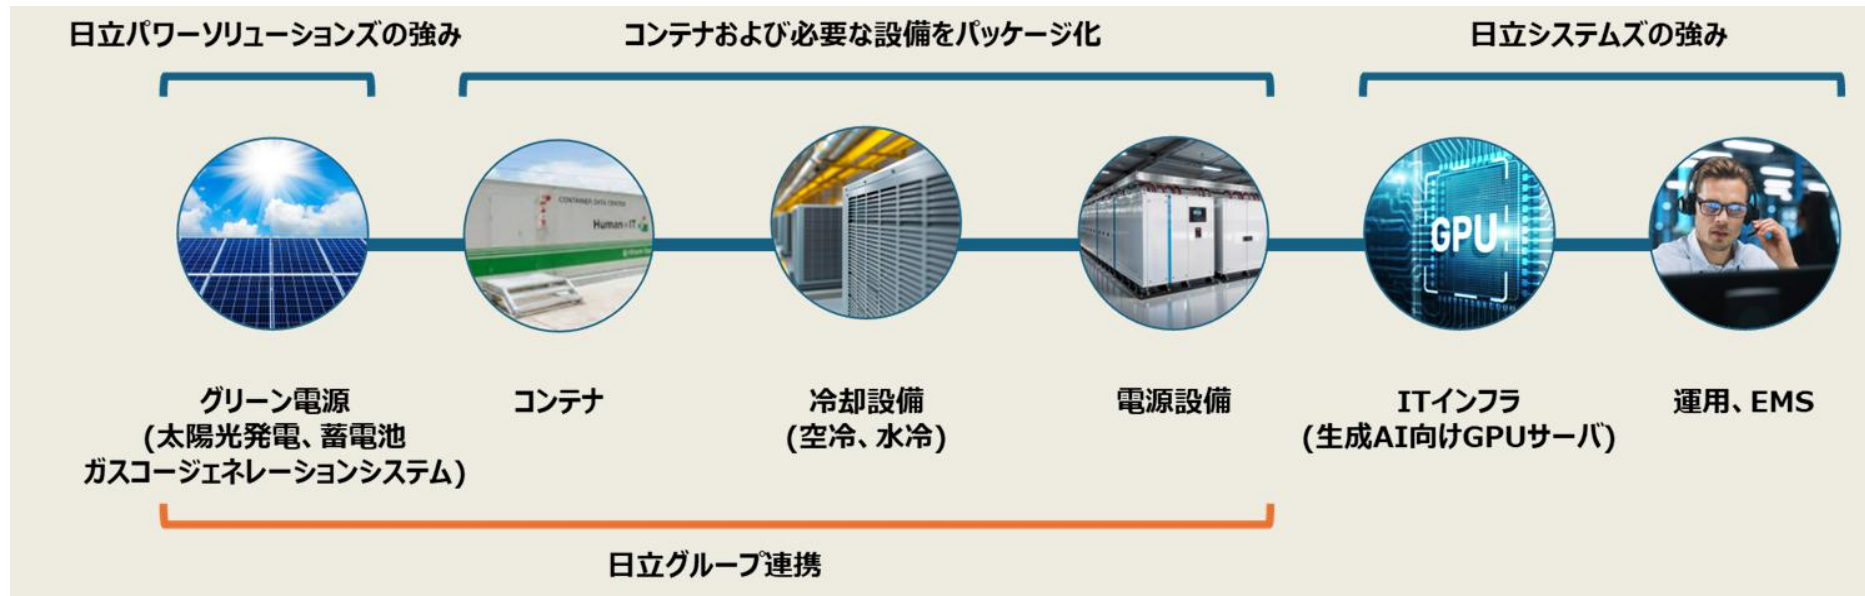 日立パワーソリューションズの強み
コンテナおよび必要な設備をパッケージ化
日立システムズの強み
CONTAINER DATA CENTER
Human*IT
GPU
グリーン電源
(太陽光発電、蓄電池
ガスコージェネレーションシステム)
コンテナ
冷却設備
(空冷、水冷)
電源設備
ITインフラ
(生成AI向けGPUサーバ)
運用、EMS
日立グループ連携